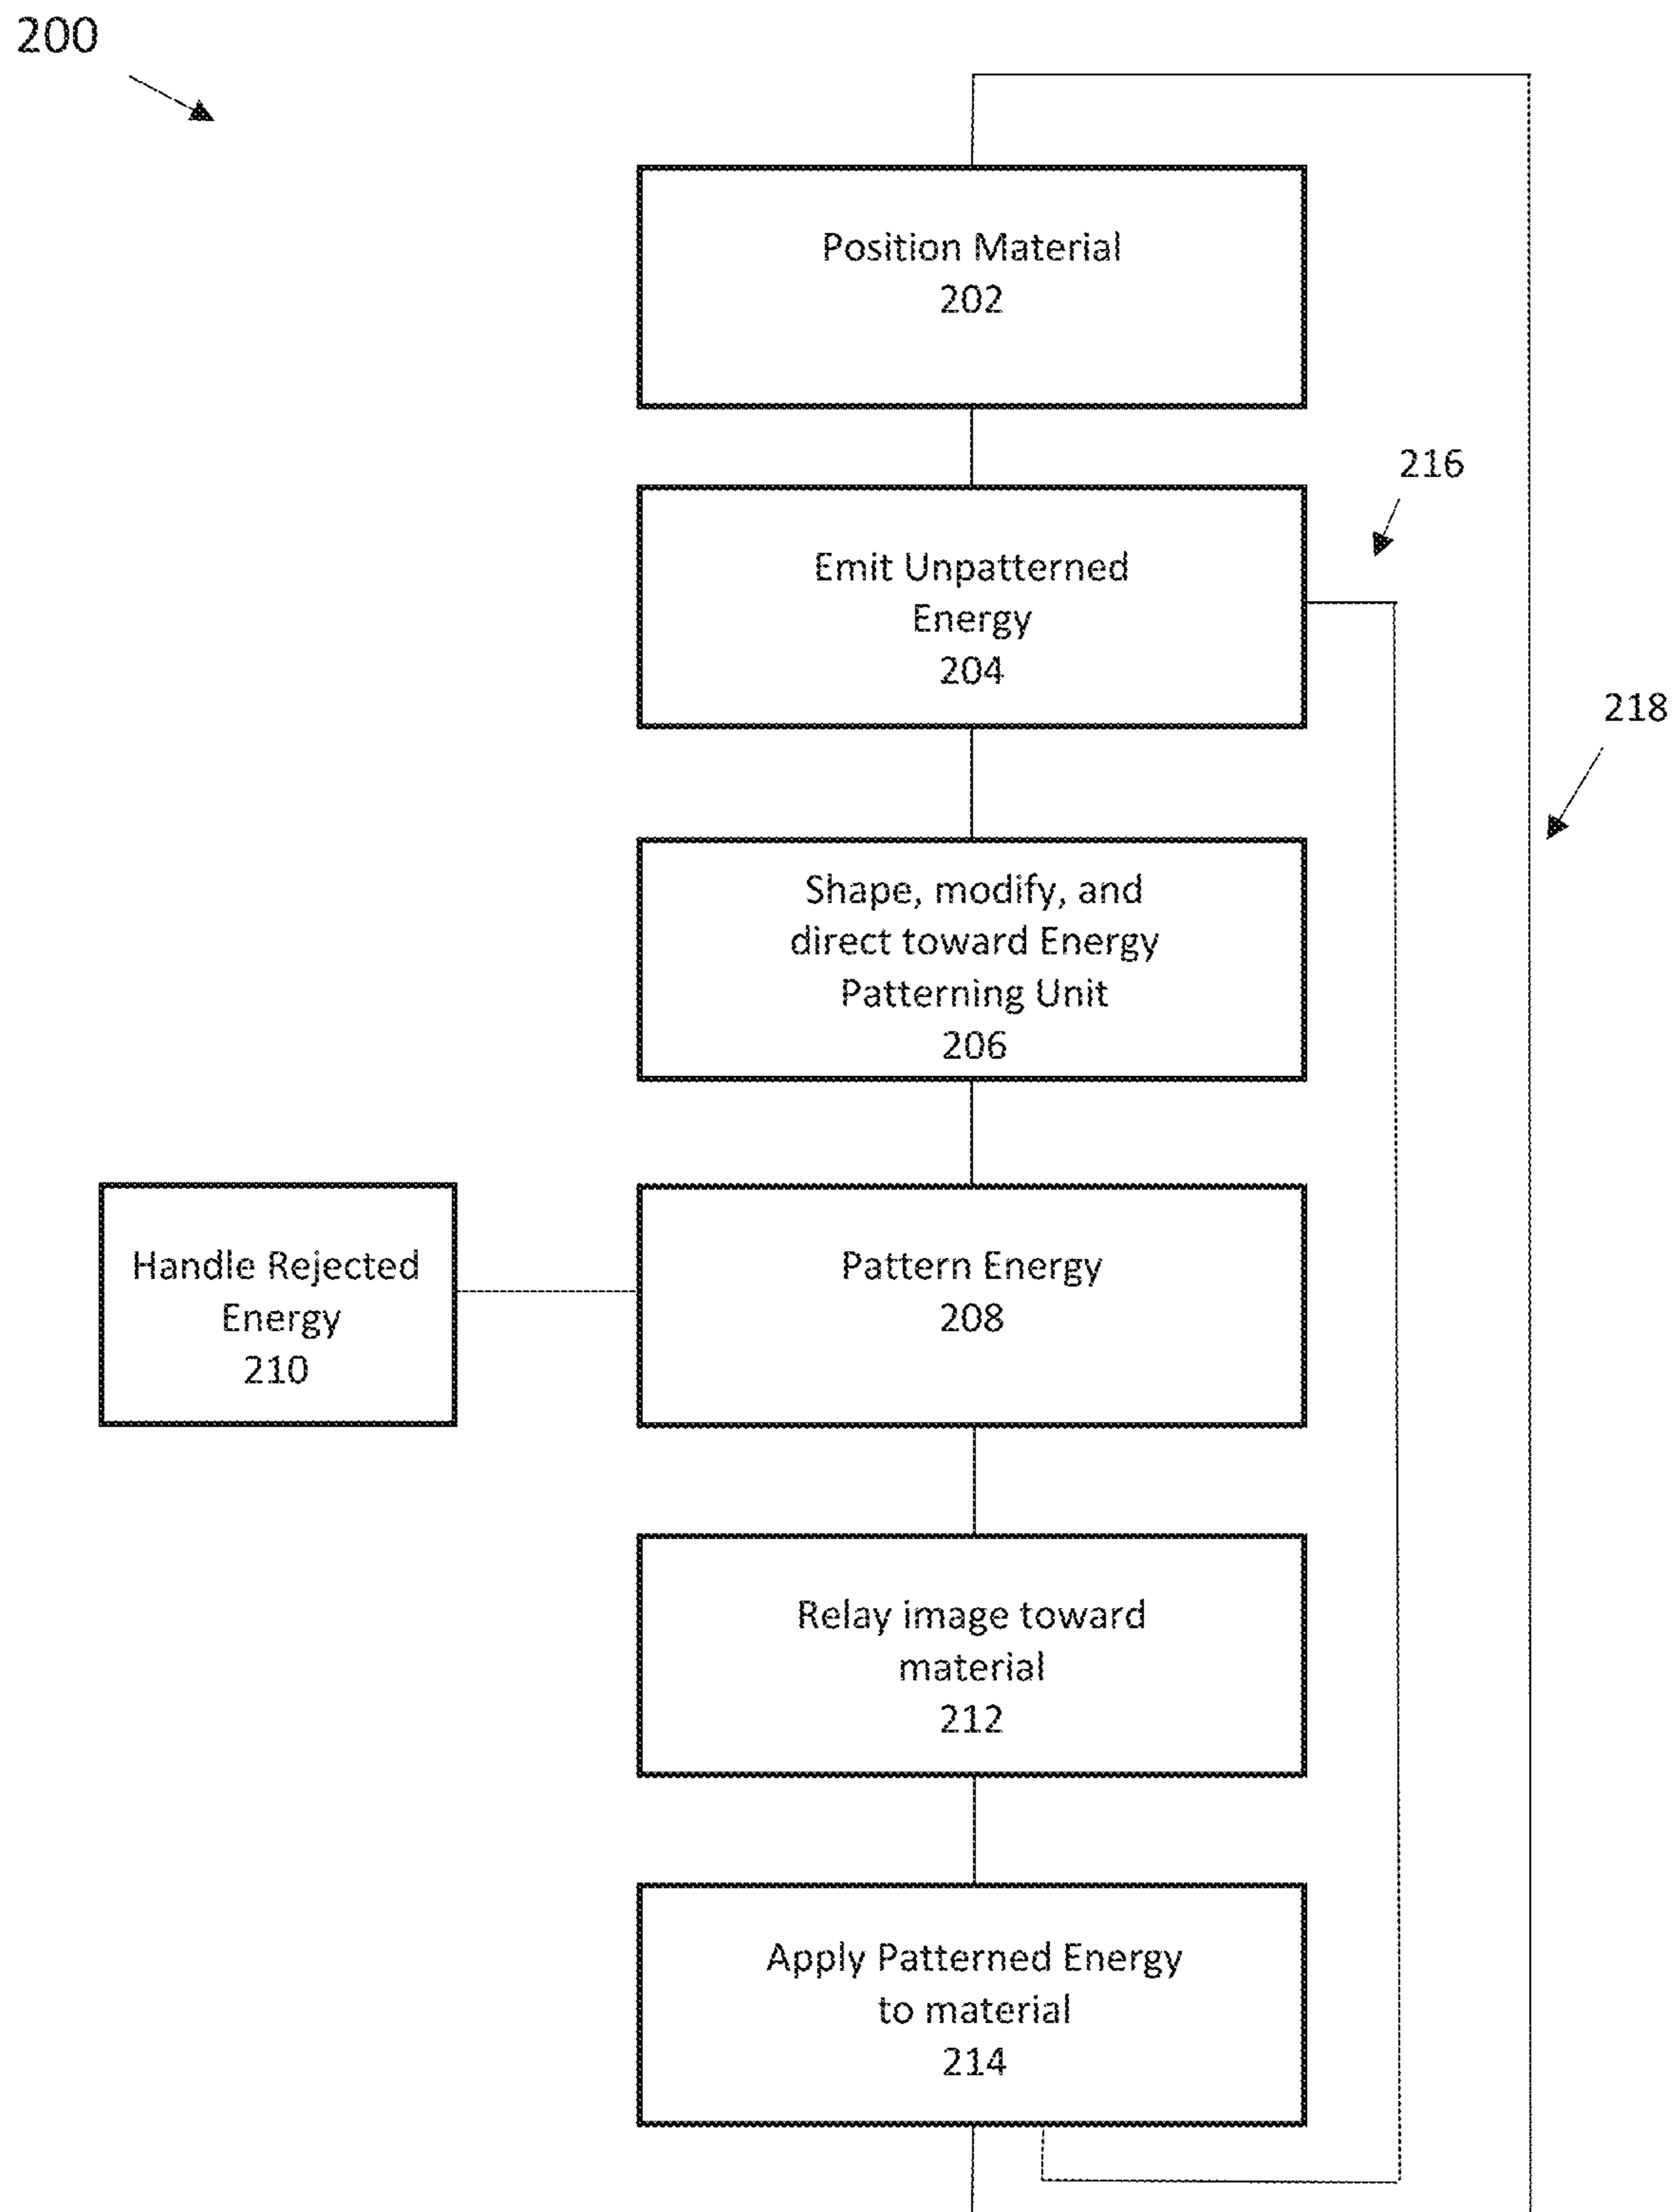 200
Position Material
202
216
Emit Unpatterned
Energy
204
218
Shape, modify, and
direct toward Energy
Patterning Unit
206
Handle Rejected
Energy
210
Pattern Energy
208
Relay image toward
material
212
Apply Patterned Energy
to material
214